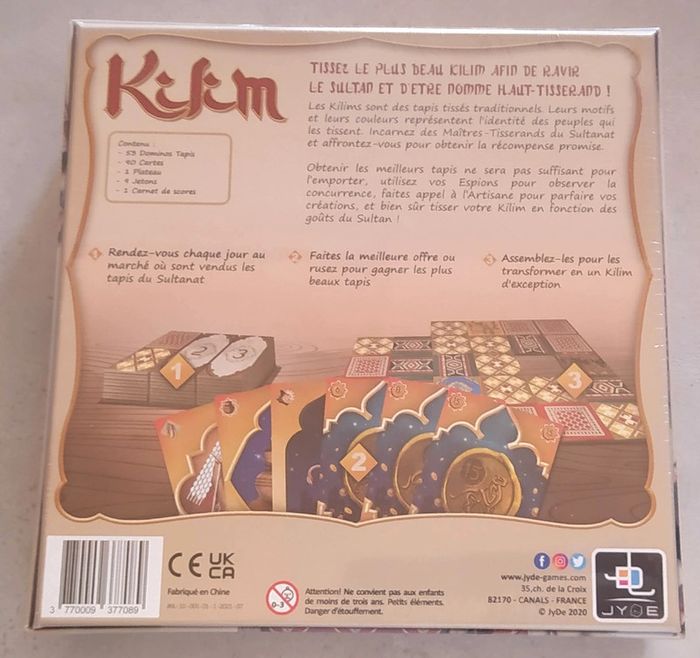 Kilim
TISSEZ LE PLUS BEAU KILIM AFIN DE RAVIR
LE SULTAN ET D'ETRE NOMME HAUT-TISSERAND !
Les Kilims sont des tapis tissés traditionnels. Leurs motifs
et leurs couleurs représentent l'identité des peuples qui
les tissent. Incarnez des Maîtres-Tisserands du Sultanat
et affrontez-vous pour obtenir la récompense promise.
Contenu :
- 53 Dominos Tapis
- 90 Cartes
- 1 Plateau
- 9 Jetons
- 1 Carnet de scores
Obtenir les meilleurs tapis ne sera pas suffisant pour
l'emporter, utilisez vos Espions pour observer la
concurrence, faites appel à l'Artisane pour parfaire vos
créations, et bien sûr tisser votre Kilim en fonction des
goûts du Sultan !
1 Rendez-vous chaque jour au
marché où sont vendus les
tapis du Sultanat
2 Faites la meilleure offre ou
rusez pour gagner les plus
beaux tapis
3 Assemblez-les pour les
transformer en un Kilim
d'exception
1
2
3
3
2
15
3 770009 377089
CE UK
CA
Fabriqué en Chine
0-3
Attention! Ne convient pas aux enfants
de moins de trois ans. Petits éléments.
Danger d'étouffement.
www.jyde-games.com
35,ch. de la Croix
82170 - CANALS - FRANCE
© JyDe 2020
JYDE